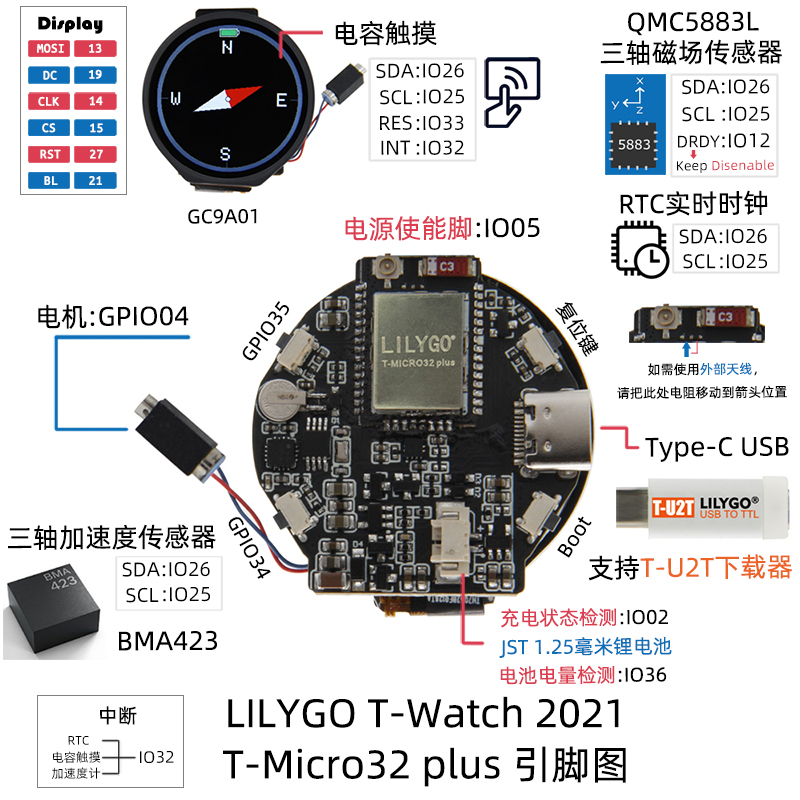 Display
MOSI 13
DC 19
CLK 14
CS 15
RST 27
BL 21
N
W E
S
GC9A01
电容触摸
SDA:IO26
SCL:IO25
RES:IO33
INT :IO32
QMC5883L
三轴磁场传感器
X
Y
Z
5883
SDA:IO26
SCL :IO25
DRDY:IO12
Keep Disenable
RTC实时时钟
SDA:IO26
SCL :IO25
电源使能脚:IO05
C3
LILYGO®
T-MICRO32 plus
GPIO35
复位键
电机:GPIO04
C3
如需使用外部天线,
请把此处电阻移动到箭头位置
Type-C USB
T-U2T LILYGO®
USB TO TTL
支持T-U2T下载器
GPIO34
Boot
三轴加速度传感器
BMA
423
SDA:IO26
SCL:IO25
BMA423
充电状态检测:IO02
JST 1.25毫米锂电池
电池电量检测:IO36
中断
RTC
电容触摸
加速度计
IO32
LILYGO T-Watch 2021
T-Micro32 plus 引脚图